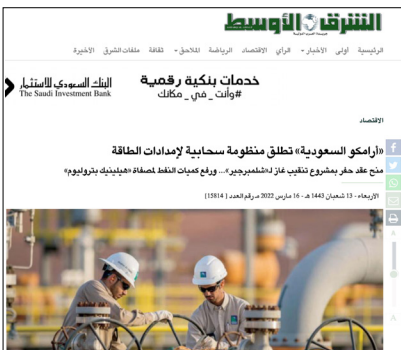 الشرق الأوسط
الرئيسية أولى الأخبار الرأي الاقتصاد الرياضة الملاحق ثقافة ملفات الشرق الأخيرة
خدمات بنكية رقمية
#وأنت_في_مكانك
البنك السعودي للاستثمار
The Saudi Investment Bank
الاقتصاد
«أرامكو السعودية» تطلق منظومة سحابية لإمدادات الطاقة
منح عقد حفر بمشروع تنقيب غاز لـ«شلمبرجير»... ورفع كميات النفط لمصفاة «هيلينيك بتروليوم»
الأربعاء - 13 شعبان 1443 هـ - 16 مارس 2022 مـ رقم العدد [15814]